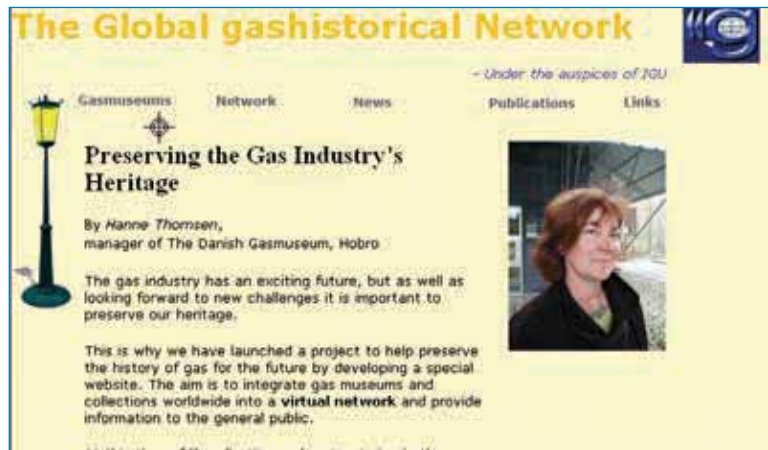 The Global gashistorical Network
- Under the auspices of IGU
Gasmuseums Network News Publications Links
Preserving the Gas Industry's
Heritage
By Hanne Thomsen,
manager of The Danish Gasmuseum, Hobro
The gas industry has an exciting future, but as well as
looking forward to new challenges it is important to
preserve our heritage.
This is why we have launched a project to help preserve
the history of gas for the future by developing a special
website. The aim is to integrate gas museums and
collections worldwide into a virtual network and provide
information to the general public.